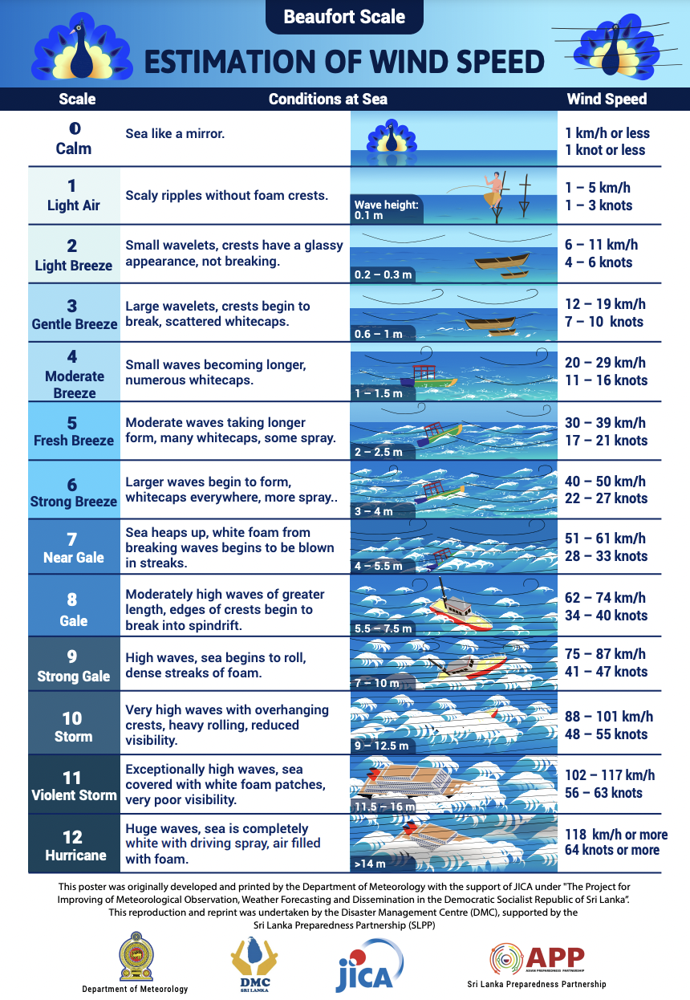 Beaufort Scale
ESTIMATION OF WIND SPEED
Scale
Conditions at Sea
Wind Speed
0
Calm
Sea like a mirror.
1 km/h or less
1 knot or less
1
Light Air
Scaly ripples without foam crests.
Wave height:
0.1 m
1 – 5 km/h
1 – 3 knots
2
Light Breeze
Small wavelets, crests have a glassy
appearance, not breaking.
0.2 – 0.3 m
6 – 11 km/h
4 – 6 knots
3
Gentle Breeze
Large wavelets, crests begin to
break, scattered whitecaps.
0.6 – 1 m
12 – 19 km/h
7 – 10 knots
4
Moderate
Breeze
Small waves becoming longer,
numerous whitecaps.
1 – 1.5 m
20 – 29 km/h
11 – 16 knots
5
Fresh Breeze
Moderate waves taking longer
form, many whitecaps, some spray.
2 – 2.5 m
30 – 39 km/h
17 – 21 knots
6
Strong Breeze
Larger waves begin to form,
whitecaps everywhere, more spray..
3 – 4 m
40 – 50 km/h
22 – 27 knots
7
Near Gale
Sea heaps up, white foam from
breaking waves begins to be blown
in streaks.
4 – 5.5 m
51 – 61 km/h
28 – 33 knots
8
Gale
Moderately high waves of greater
length, edges of crests begin to
break into spindrift.
5.5 – 7.5 m
62 – 74 km/h
34 – 40 knots
9
Strong Gale
High waves, sea begins to roll,
dense streaks of foam.
7 – 10 m
75 – 87 km/h
41 – 47 knots
10
Storm
Very high waves with overhanging
crests, heavy rolling, reduced
visibility.
9 – 12.5 m
88 – 101 km/h
48 – 55 knots
11
Violent Storm
Exceptionally high waves, sea
covered with white foam patches,
very poor visibility.
11.5 – 16 m
102 – 117 km/h
56 – 63 knots
12
Hurricane
Huge waves, sea is completely
white with driving spray, air filled
with foam.
>14 m
118 km/h or more
64 knots or more
This poster was originally developed and printed by the Department of Meteorology with the support of JICA under "The Project for
Improving of Meteorological Observation, Weather Forecasting and Dissemination in the Democratic Socialist Republic of Sri Lanka”.
This reproduction and reprint was undertaken by the Disaster Management Centre (DMC), supported by the
Sri Lanka Preparedness Partnership (SLPP)
Department of Meteorology
DMC
SRI LANKA
jICA
APP
ASIAN PREPAREDNESS PARTNERSHIP
Sri Lanka Preparedness Partnership